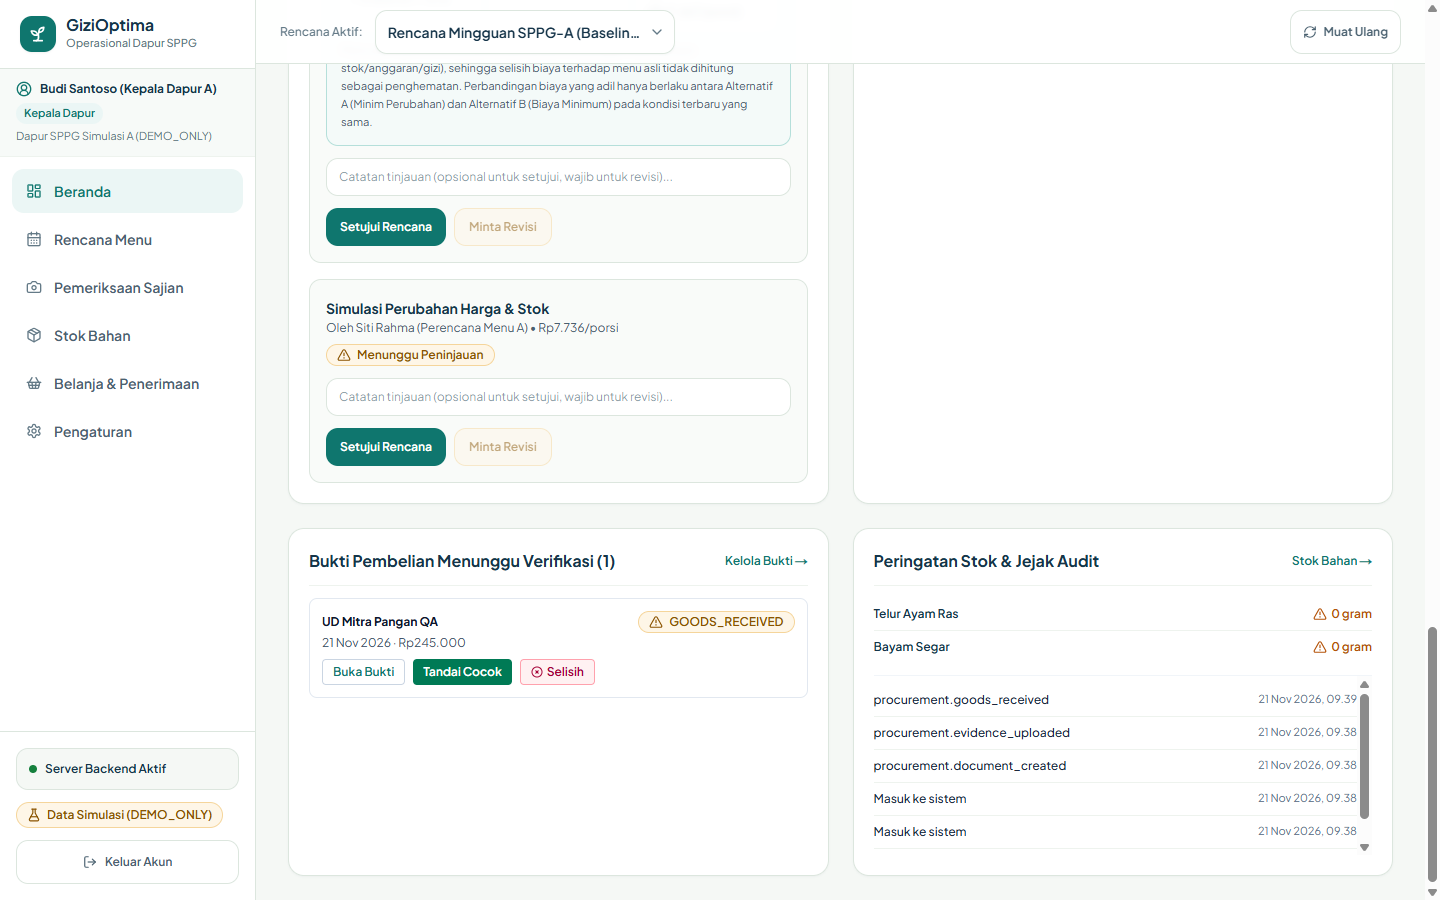 GiziOptima
Operasional Dapur SPPG
Budi Santoso (Kepala Dapur A)
Kepala Dapur
Dapur SPPG Simulasi A (DEMO_ONLY)
Beranda
Rencana Menu
Pemeriksaan Sajian
Stok Bahan
Belanja & Penerimaan
Pengaturan
Server Backend Aktif
Data Simulasi (DEMO_ONLY)
Keluar Akun
Rencana Aktif:
Rencana Mingguan SPPG-A (Baselin...
Muat Ulang
stok/anggaran/gizi), sehingga selisih biaya terhadap menu asli tidak dihitung
sebagai penghematan. Perbandingan biaya yang adil hanya berlaku antara Alternatif
A (Minim Perubahan) dan Alternatif B (Biaya Minimum) pada kondisi terbaru yang
sama.
Catatan tinjauan (opsional untuk setujui, wajib untuk revisi)...
Setujui Rencana
Minta Revisi
Simulasi Perubahan Harga & Stok
Oleh Siti Rahma (Perencana Menu A) • Rp7.736/porsi
Menunggu Peninjauan
Catatan tinjauan (opsional untuk setujui, wajib untuk revisi)...
Setujui Rencana
Minta Revisi
Bukti Pembelian Menunggu Verifikasi (1)
Kelola Bukti →
UD Mitra Pangan QA
GOODS_RECEIVED
21 Nov 2026 · Rp245.000
Buka Bukti
Tandai Cocok
Selisih
Peringatan Stok & Jejak Audit
Stok Bahan →
Telur Ayam Ras
0 gram
Bayam Segar
0 gram
procurement.goods_received
21 Nov 2026, 09.39
procurement.evidence_uploaded
21 Nov 2026, 09.38
procurement.document_created
21 Nov 2026, 09.38
Masuk ke sistem
21 Nov 2026, 09.38
Masuk ke sistem
21 Nov 2026, 09.38